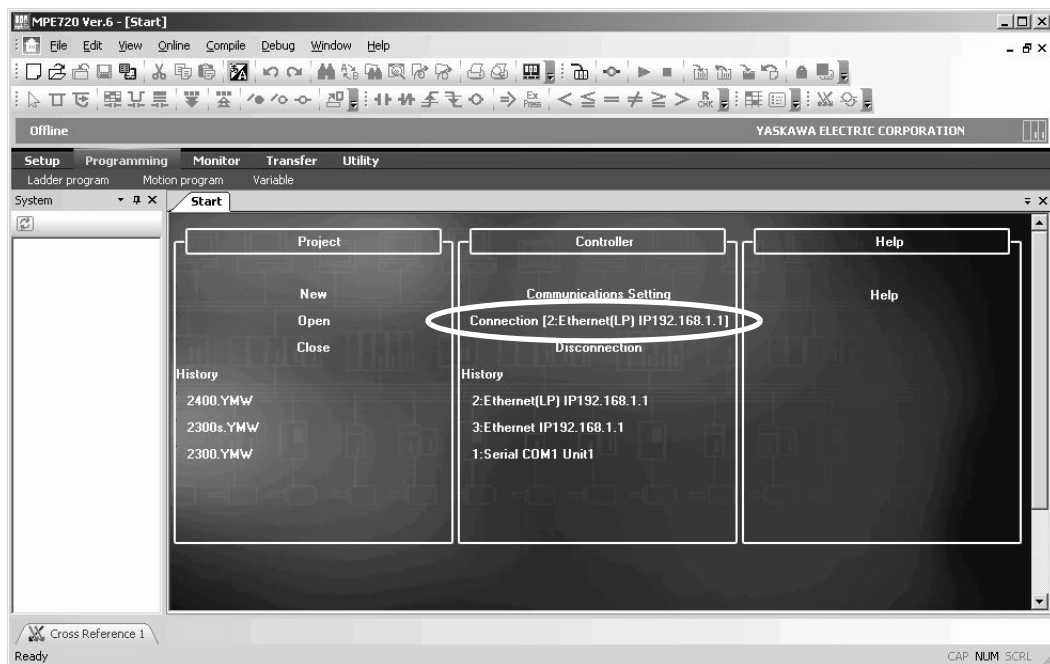 MPE720 Ver.6 - [Start]
File Edit View Online Compile Debug Window Help
Offline
YASKAWA ELECTRIC CORPORATION
Setup Programming Monitor Transfer Utility
Ladder program Motion program Variable
System
Start
Project
New
Open
Close
History
2400.YMW
2300s.YMW
2300.YMW
Controller
Communications Setting
Connection [2:Ethernet(LP) IP192.168.1.1]
Disconnection
History
2:Ethernet(LP) IP192.168.1.1
3:Ethernet IP192.168.1.1
1:Serial COM1 Unit1
Help
Help
Cross Reference 1
Ready
CAP NUM SCRL